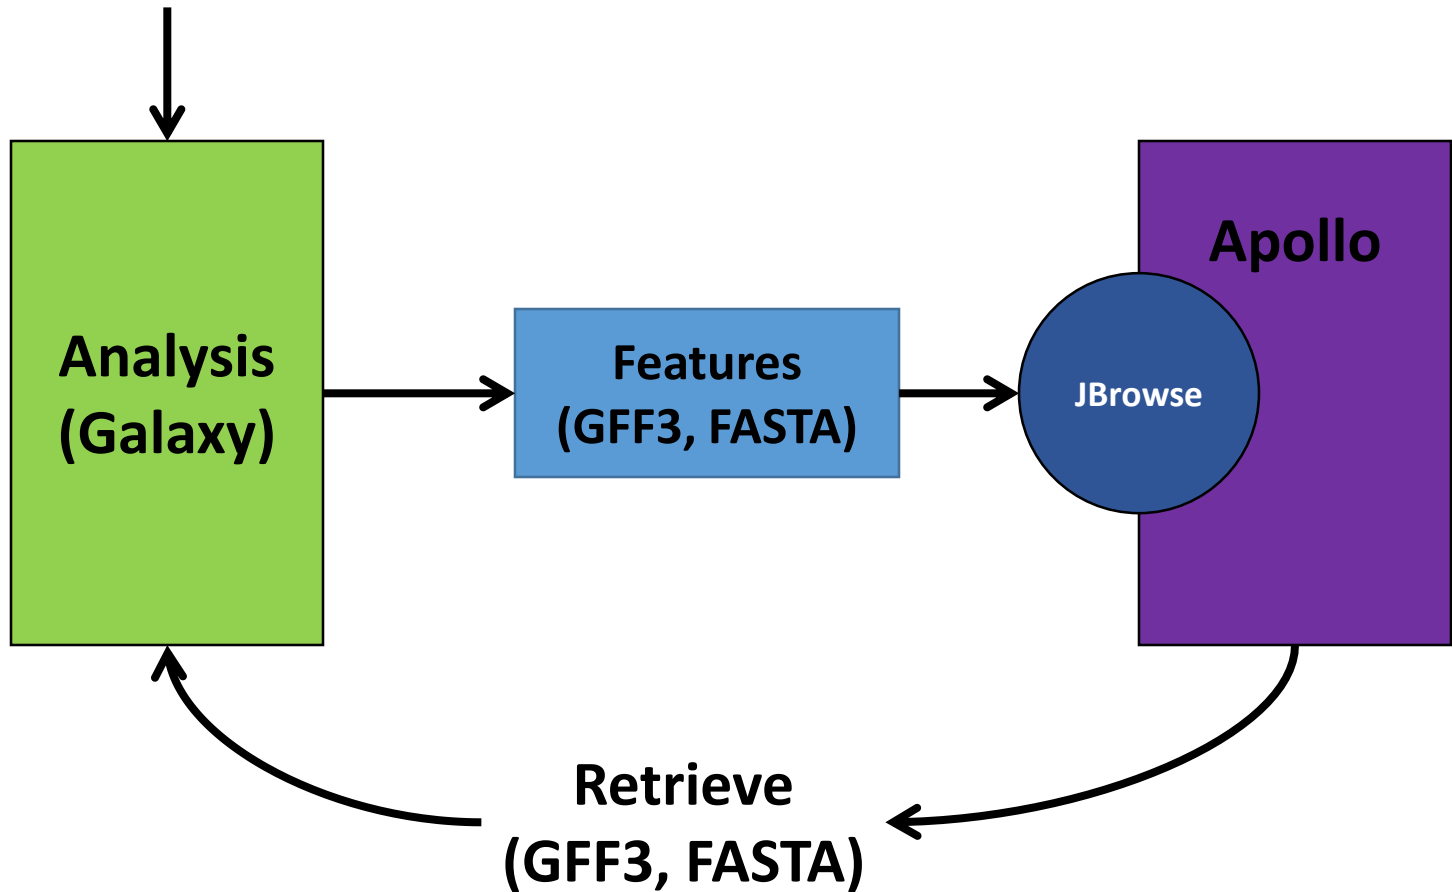 Apollo
Analysis
(Galaxy)
Features
(GFF3, FASTA)
JBrowse
Retrieve
(GFF3, FASTA)